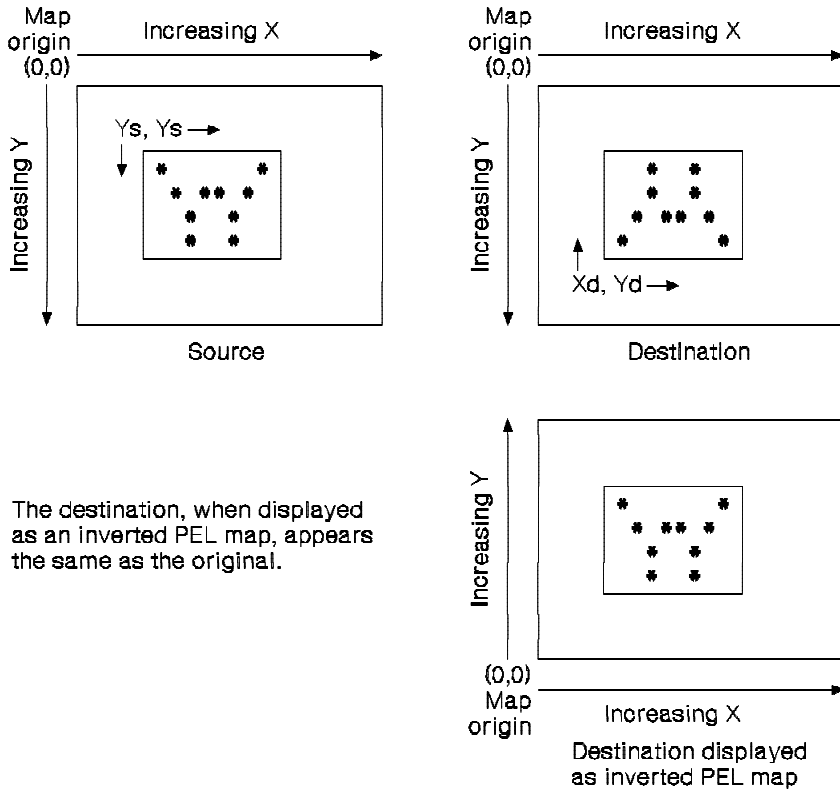 Map
origin
(0,0)
Increasing X
Increasing Y
Ys, Ys
Source
Map
origin
(0,0)
Increasing X
Increasing Y
Xd, Yd
Destination
The destination, when displayed
as an inverted PEL map, appears
the same as the original.
Increasing Y
(0,0)
Map
origin
Increasing X
Destination displayed
as inverted PEL map